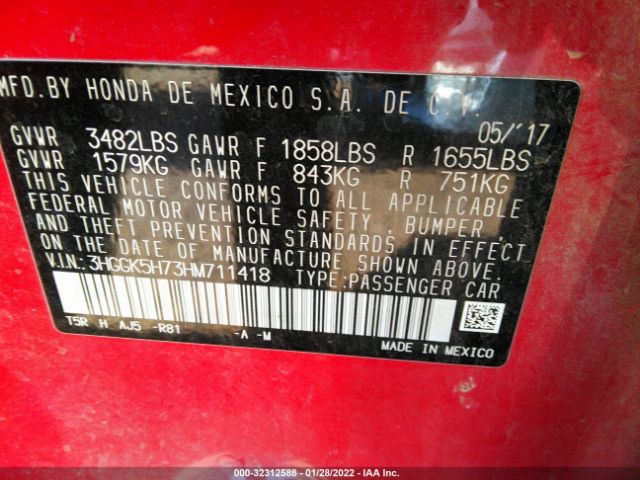 MFD. BY HONDA DE MEXICO S.A. DE C.V.
05/'17
GVWR 3482LBS GAWR F 1858LBS R 1655LBS
GVWR 1579KG GAWR F 843KG R 751KG
THIS VEHICLE CONFORMS TO ALL APPLICABLE
FEDERAL MOTOR VEHICLE SAFETY, BUMPER,
AND THEFT PREVENTION STANDARDS IN EFFECT
ON THE DATE OF MANUFACTURE SHOWN ABOVE.
V.I.N.: 3HGGK5H73HM711418 TYPE:PASSENGER CAR
T5R H AJ5 -R81 -A -M
MADE IN MEXICO
000-32312588 - 01/28/2022 - IAA Inc.